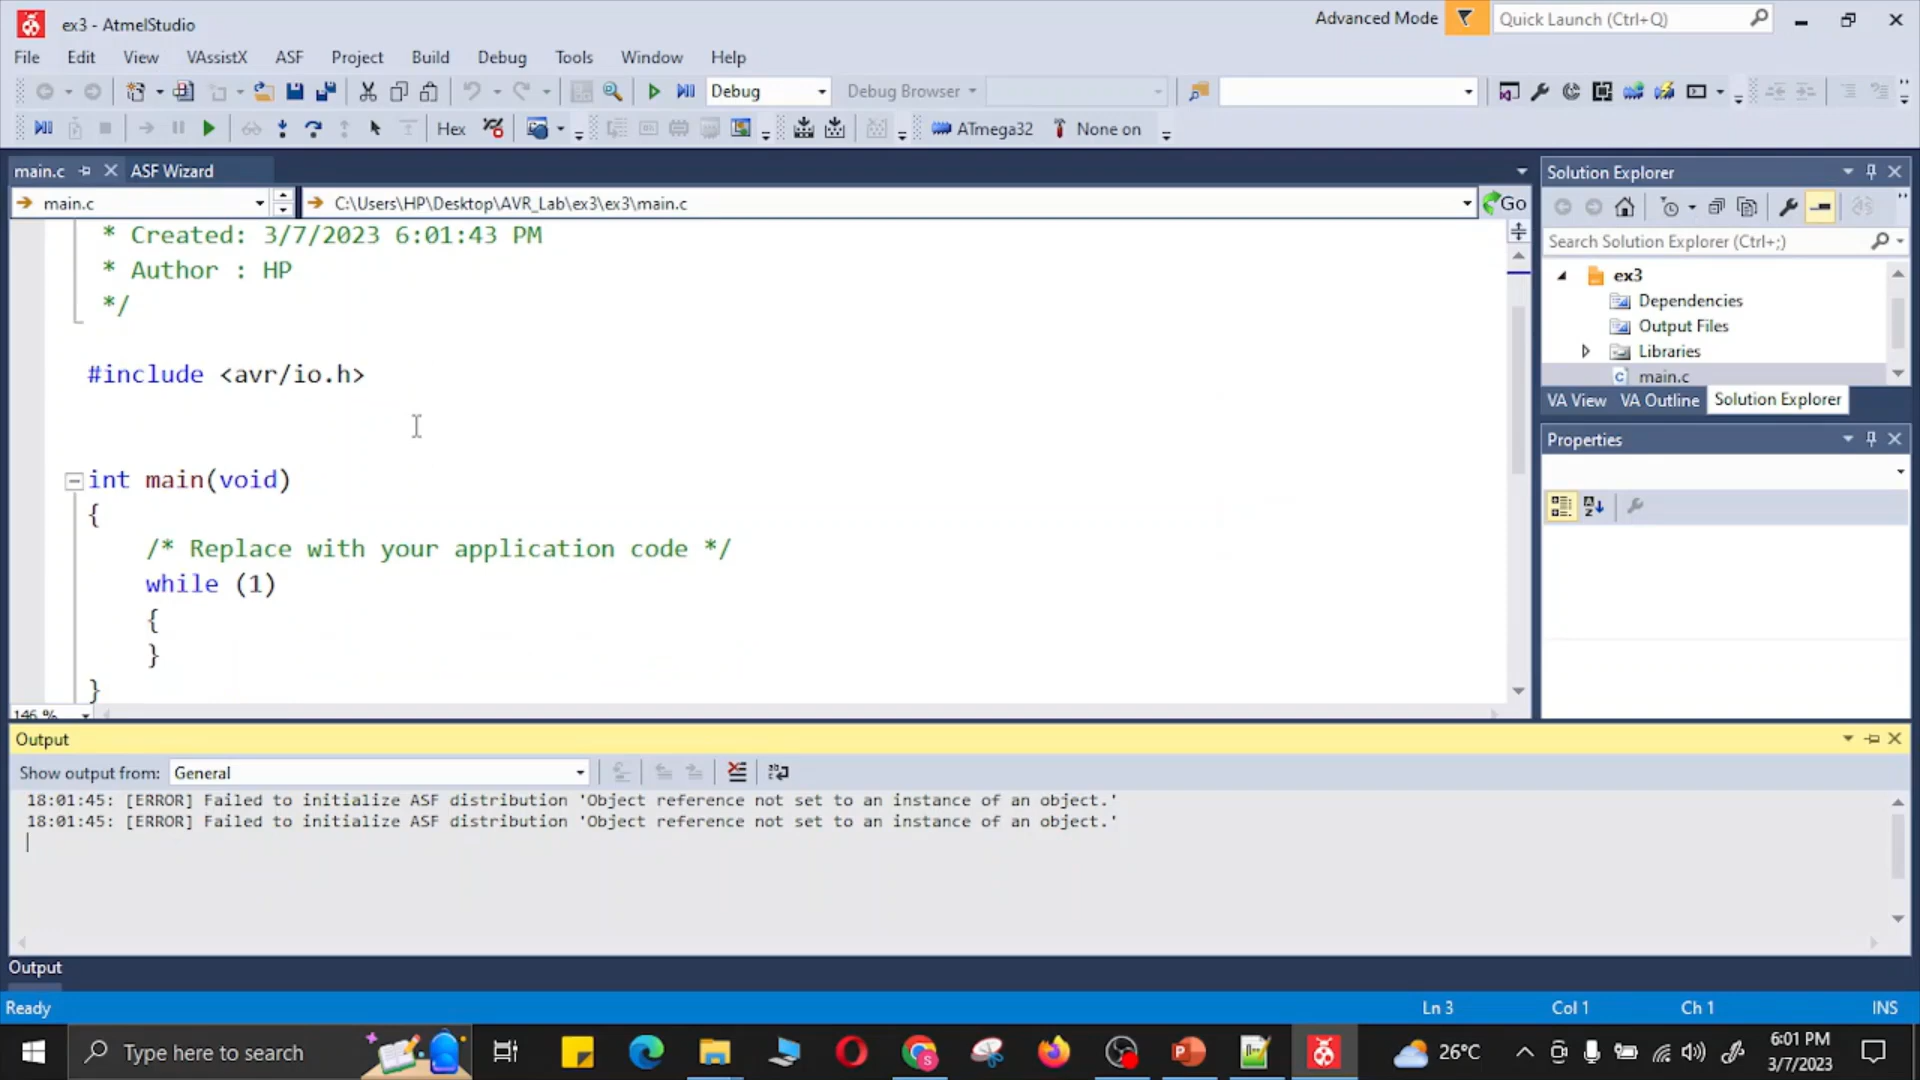 ex3 - AtmelStudio
Advanced Mode
Quick Launch (Ctrl+Q)
File Edit View VAssistX ASF Project Build Debug Tools Window Help
Debug
Debug Browser
Hex
ATmega32
None on
main.c
ASF Wizard
main.c
C:\Users\HP\Desktop\AVR_Lab\ex3\ex3\main.c
Go
* Created: 3/7/2023 6:01:43 PM
* Author : HP
*/
#include <avr/io.h>
int main(void)
{
/* Replace with your application code */
while (1)
{
}
}
146 %
Solution Explorer
Search Solution Explorer (Ctrl+;)
ex3
Dependencies
Output Files
Libraries
main.c
VA View VA Outline Solution Explorer
Properties
Output
Show output from: General
18:01:45: [ERROR] Failed to initialize ASF distribution 'Object reference not set to an instance of an object.'
18:01:45: [ERROR] Failed to initialize ASF distribution 'Object reference not set to an instance of an object.'
Output
Ready
Ln 3
Col 1
Ch 1
INS
Type here to search
26°C
6:01 PM
3/7/2023